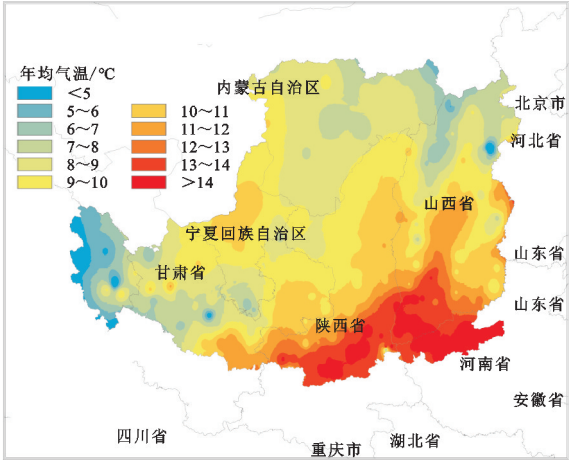 年均气温/℃
<5
5～6
6～7
7～8
8～9
9～10
10～11
11～12
12～13
13～14
>14
内蒙古自治区
北京市
河北省
山西省
宁夏回族自治区
甘肃省
山东省
山东省
陕西省
河南省
安徽省
四川省
重庆市
湖北省